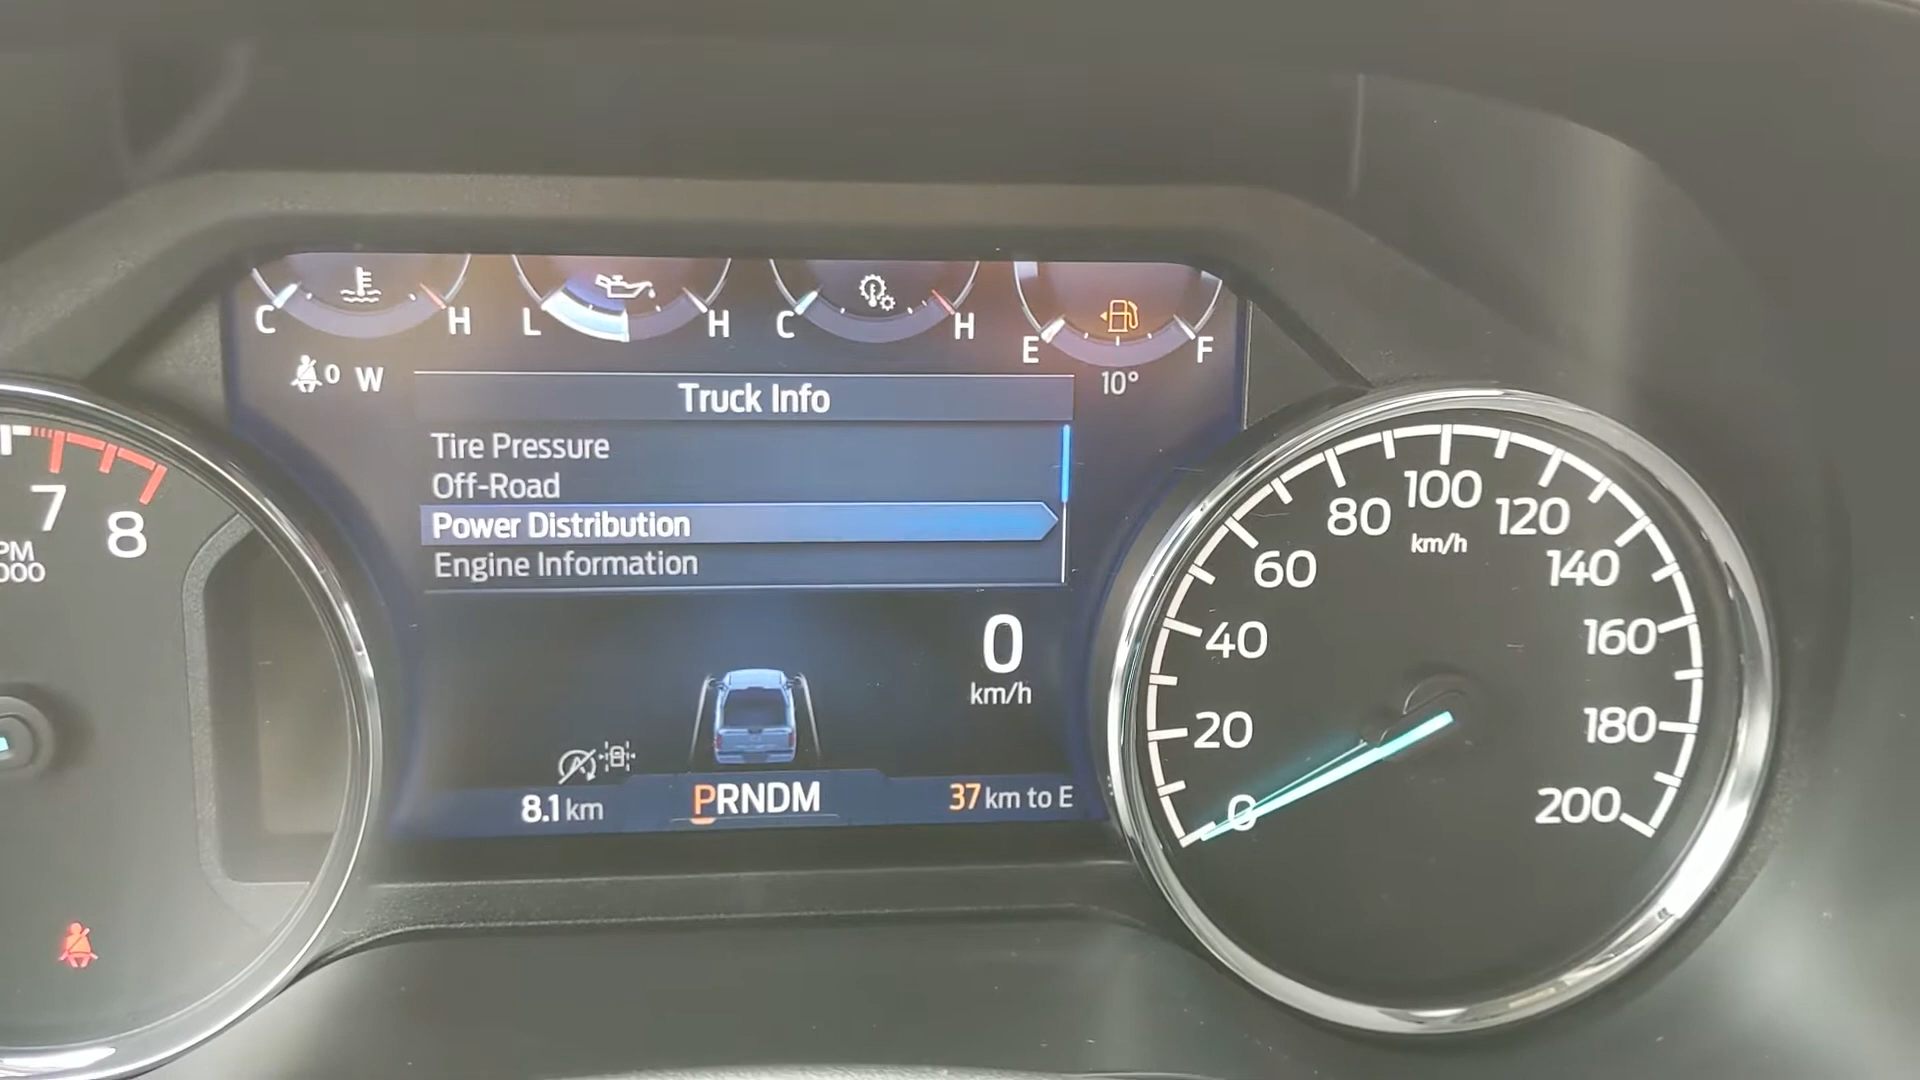 C H L H C H E F
0 W
10°
Truck Info
Tire Pressure
Off-Road
Power Distribution
Engine Information
0
km/h
8.1 km
PRNDM
37 km to E
7
8
000
0
20
40
60
80
100
120
140
160
180
200
km/h